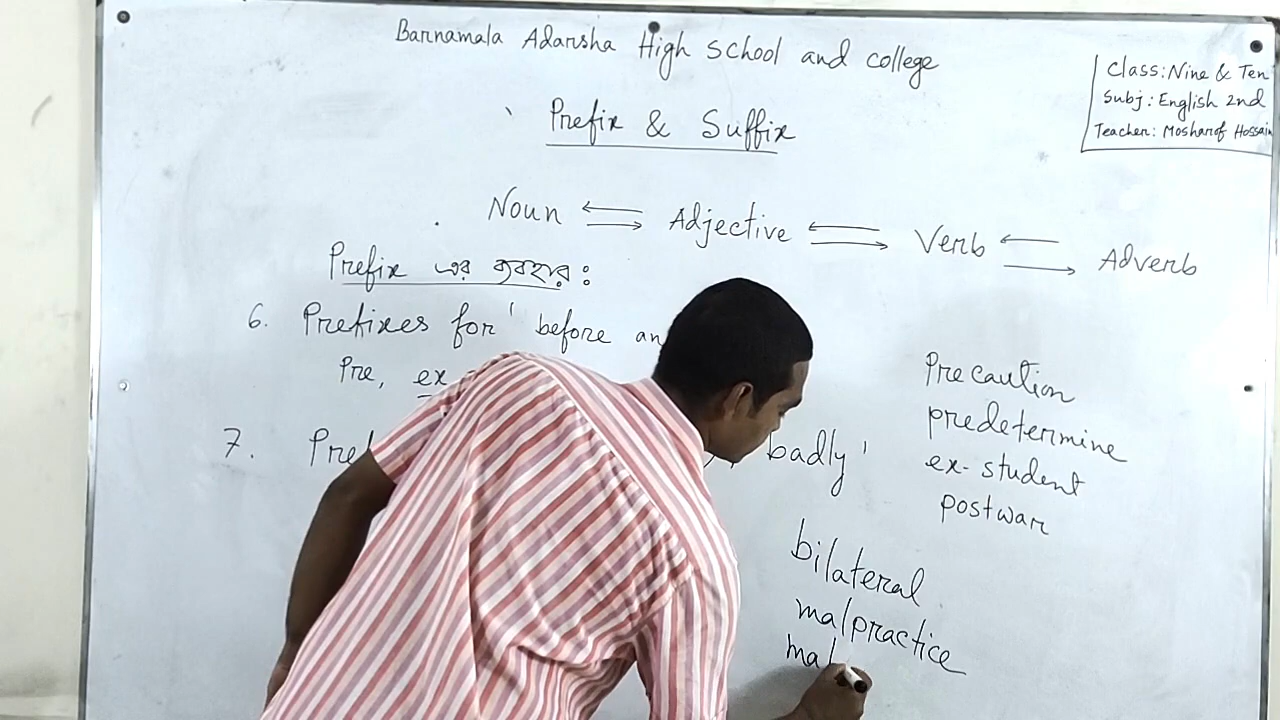 Barnamala Adarsha High School and college
Class: Nine & Ten
Subj: English 2nd
Teacher: Mosharof Hossain
Prefix & Suffix
Noun ⇄ Adjective ⇄ Verb ⇄ Adverb
Prefix এর ব্যবহার:
6. Prefixes for ' before an
Pre, ex
7. Pre badly '
Precaution
predetermine
ex-student
postwar
bilateral
malpractice
mal